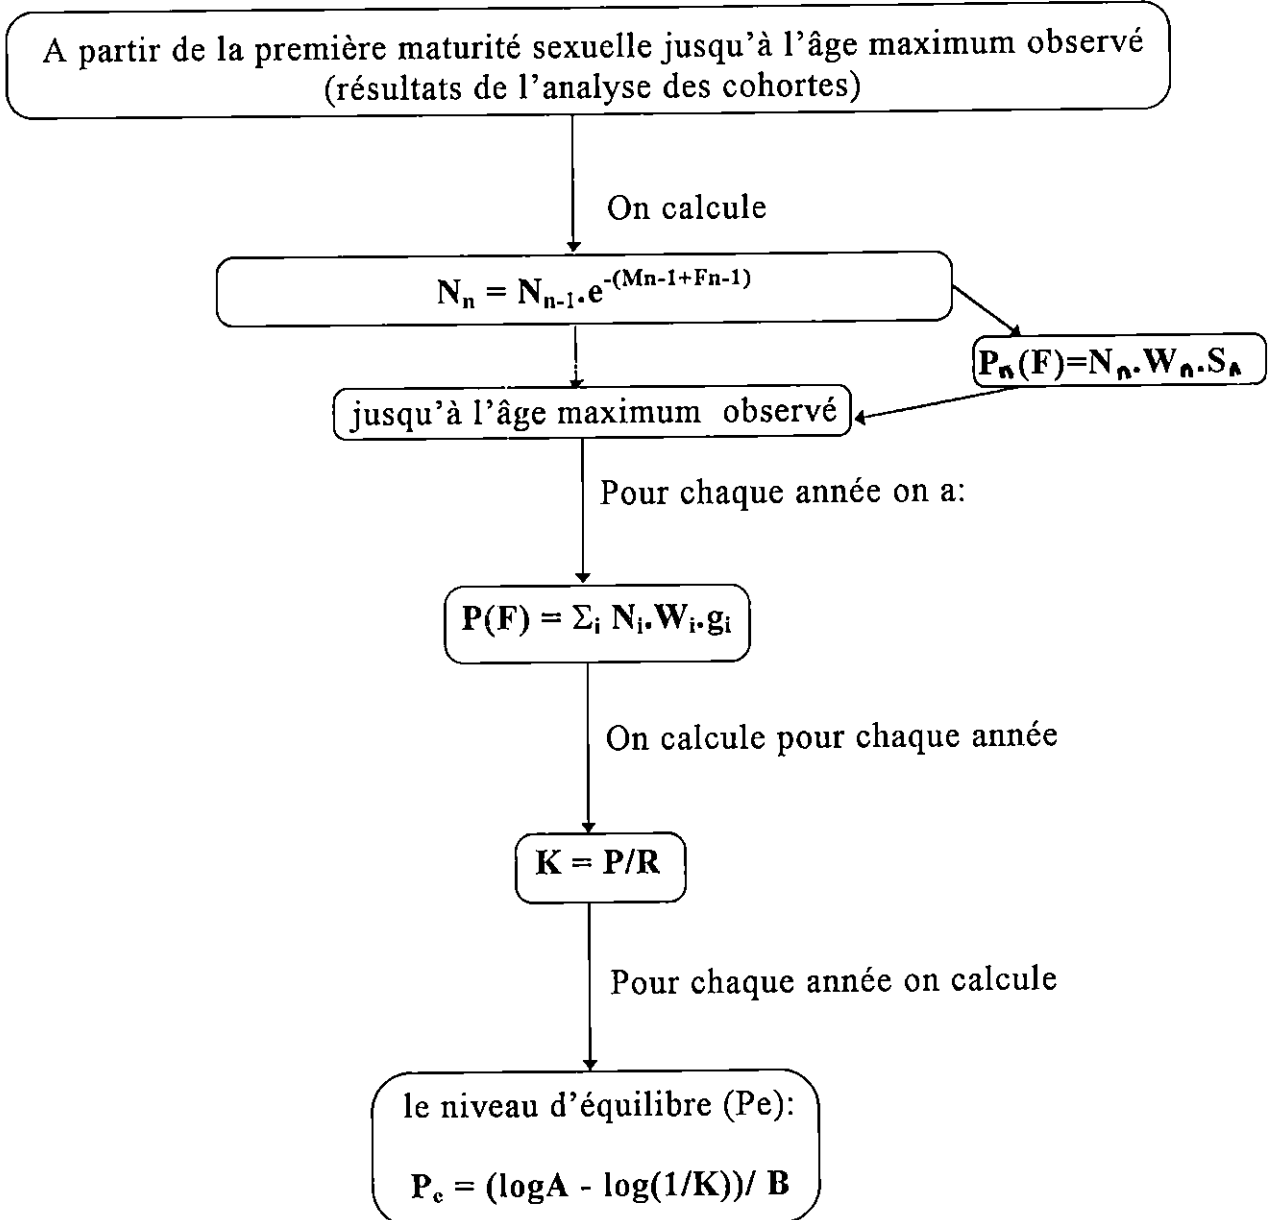 A partir de la première maturité sexuelle jusqu'à l'âge maximum observé
(résultats de l'analyse des cohortes)
On calcule
Nₙ = Nₙ₋₁.e^-(Mn-1+Fn-1)
Pₙ(F)=Nₙ.Wₙ.Sₙ
jusqu'à l'âge maximum observé
Pour chaque année on a:
P(F) = Σᵢ Nᵢ.Wᵢ.gᵢ
On calcule pour chaque année
K = P/R
Pour chaque année on calcule
le niveau d'équilibre (Pe):
Pₑ = (logA - log(1/K))/ B